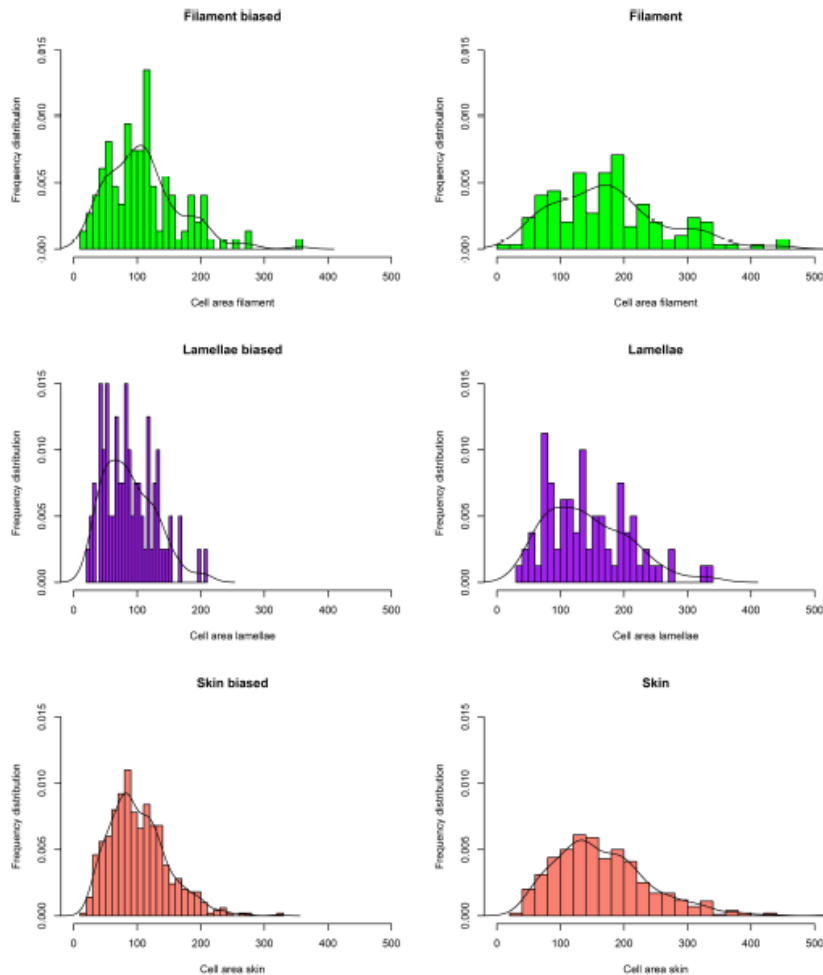 Filament biased
Filament
Frequency distribution
0.015
0.010
0.005
0.000
0 100 200 300 400 500
Cell area filament
Frequency distribution
0.015
0.010
0.005
0.000
0 100 200 300 400 500
Cell area filament
Lamellae biased
Lamellae
Frequency distribution
0.015
0.010
0.005
0.000
0 100 200 300 400 500
Cell area lamellae
Frequency distribution
0.015
0.010
0.005
0.000
0 100 200 300 400 500
Cell area lamellae
Skin biased
Skin
Frequency distribution
0.015
0.010
0.005
0.000
0 100 200 300 400 500
Cell area skin
Frequency distribution
0.015
0.010
0.005
0.000
0 100 200 300 400 500
Cell area skin